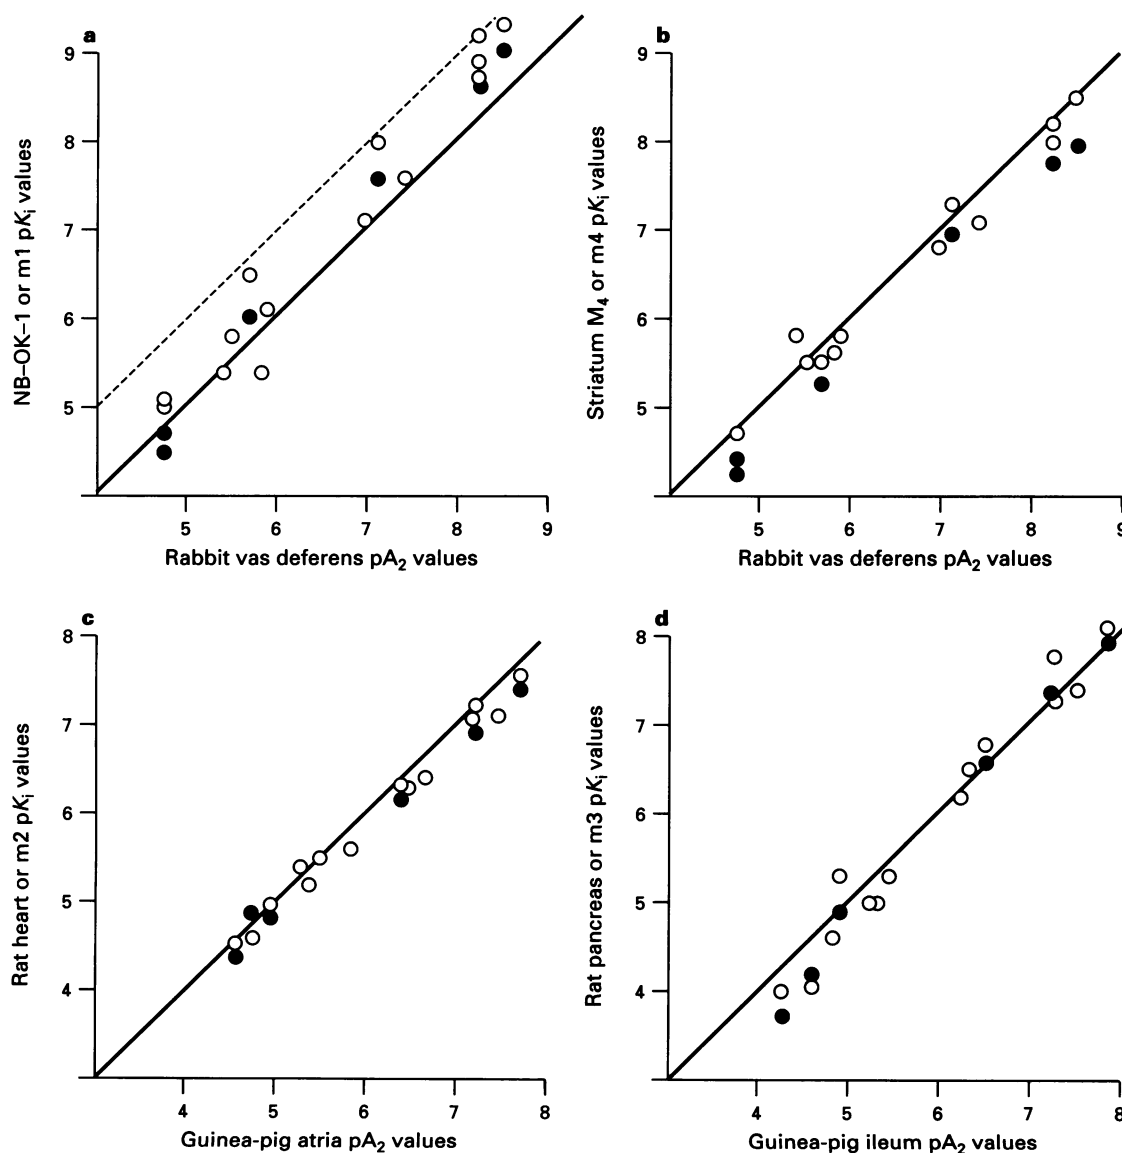 a
9
8
7
6
5
NB–OK–1 or m1 pKi values
5 6 7 8 9
Rabbit vas deferens pA2 values
b
9
8
7
6
5
Striatum M4 or m4 pKi values
5 6 7 8 9
Rabbit vas deferens pA2 values
c
8
7
6
5
4
Rat heart or m2 pKi values
4 5 6 7 8
Guinea-pig atria pA2 values
d
8
7
6
5
4
Rat pancreas or m3 pKi values
4 5 6 7 8
Guinea-pig ileum pA2 values